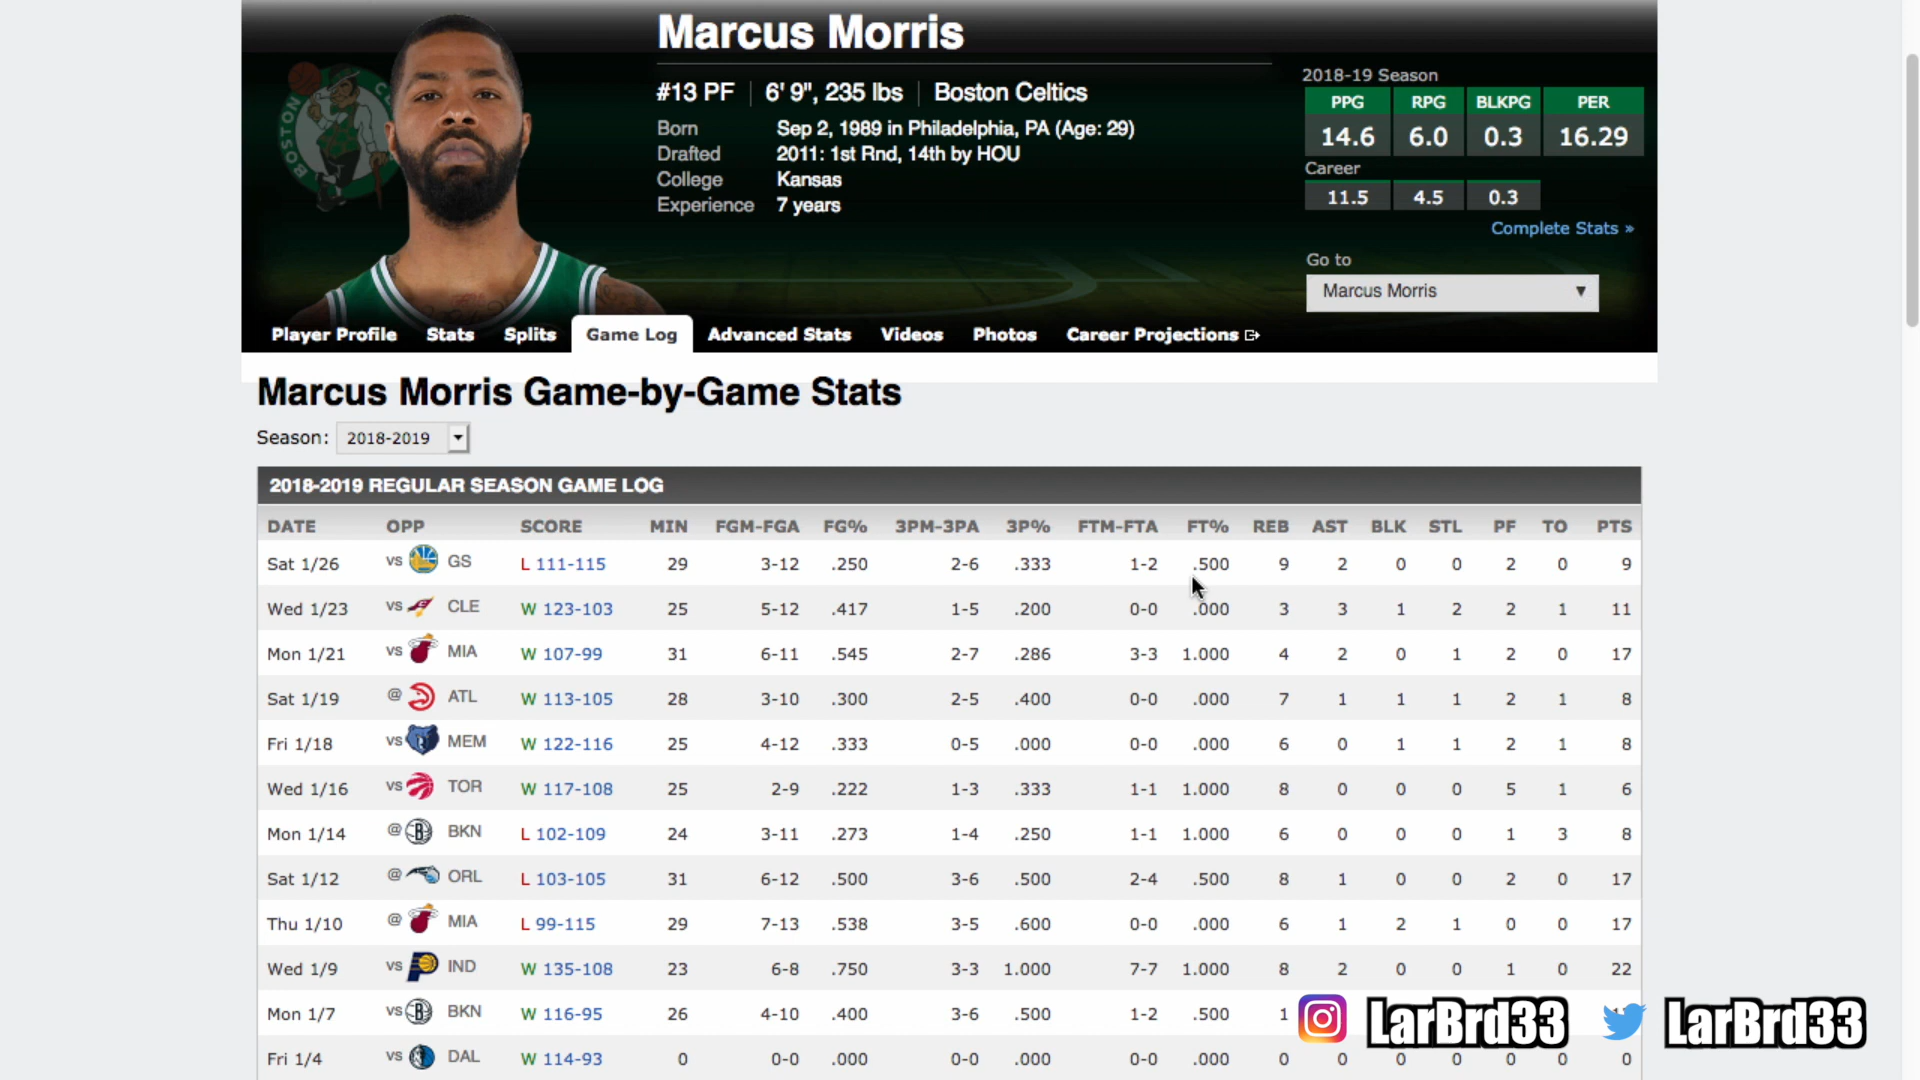 Marcus Morris
#13 PF 6' 9", 235 lbs Boston Celtics
Born Sep 2, 1989 in Philadelphia, PA (Age: 29)
Drafted 2011: 1st Rnd, 14th by HOU
College Kansas
Experience 7 years
BOSTON
2018-19 Season
PPG RPG BLKPG PER
14.6 6.0 0.3 16.29
Career
11.5 4.5 0.3
Complete Stats »
Go to
Marcus Morris
Player Profile Stats Splits Game Log Advanced Stats Videos Photos Career Projections
Marcus Morris Game-by-Game Stats
Season: 2018-2019
2018-2019 REGULAR SEASON GAME LOG
DATE OPP SCORE MIN FGM-FGA FG% 3PM-3PA 3P% FTM-FTA FT% REB AST BLK STL PF TO PTS
Sat 1/26 vs GS L 111-115 29 3-12 .250 2-6 .333 1-2 .500 9 2 0 0 2 0 9
Wed 1/23 vs CLE W 123-103 25 5-12 .417 1-5 .200 0-0 .000 3 3 1 2 2 1 11
Mon 1/21 vs MIA W 107-99 31 6-11 .545 2-7 .286 3-3 1.000 4 2 0 1 2 0 17
Sat 1/19 @ ATL W 113-105 28 3-10 .300 2-5 .400 0-0 .000 7 1 1 1 2 1 8
Fri 1/18 vs MEM W 122-116 25 4-12 .333 0-5 .000 0-0 .000 6 0 1 1 2 1 8
Wed 1/16 vs TOR W 117-108 25 2-9 .222 1-3 .333 1-1 1.000 8 0 0 0 5 1 6
Mon 1/14 @ BKN L 102-109 24 3-11 .273 1-4 .250 1-1 1.000 6 0 0 0 1 3 8
Sat 1/12 @ ORL L 103-105 31 6-12 .500 3-6 .500 2-4 .500 8 1 0 0 2 0 17
Thu 1/10 @ MIA L 99-115 29 7-13 .538 3-5 .600 0-0 .000 6 1 2 1 0 0 17
Wed 1/9 vs IND W 135-108 23 6-8 .750 3-3 1.000 7-7 1.000 8 2 0 0 1 0 22
Mon 1/7 vs BKN W 116-95 26 4-10 .400 3-6 .500 1-2 .500 1
Fri 1/4 vs DAL W 114-93 0 0-0 .000 0-0 .000 0-0 .000 0 0 0 0 0 0 0
LarBrd33 LarBrd33